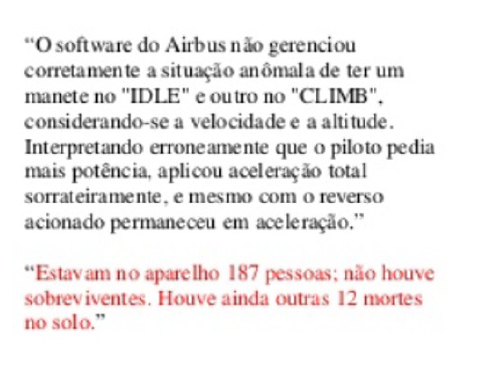 “O software do Airbus não gerenciou
corretamente a situação anômala de ter um
manete no "IDLE" e outro no "CLIMB",
considerando-se a velocidade e a altitude.
Interpretando erroneamente que o piloto pedia
mais potência, aplicou aceleração total
sorrateiramente, e mesmo com o reverso
acionado permaneceu em aceleração.”
“Estavam no aparelho 187 pessoas; não houve
sobreviventes. Houve ainda outras 12 mortes
no solo.”